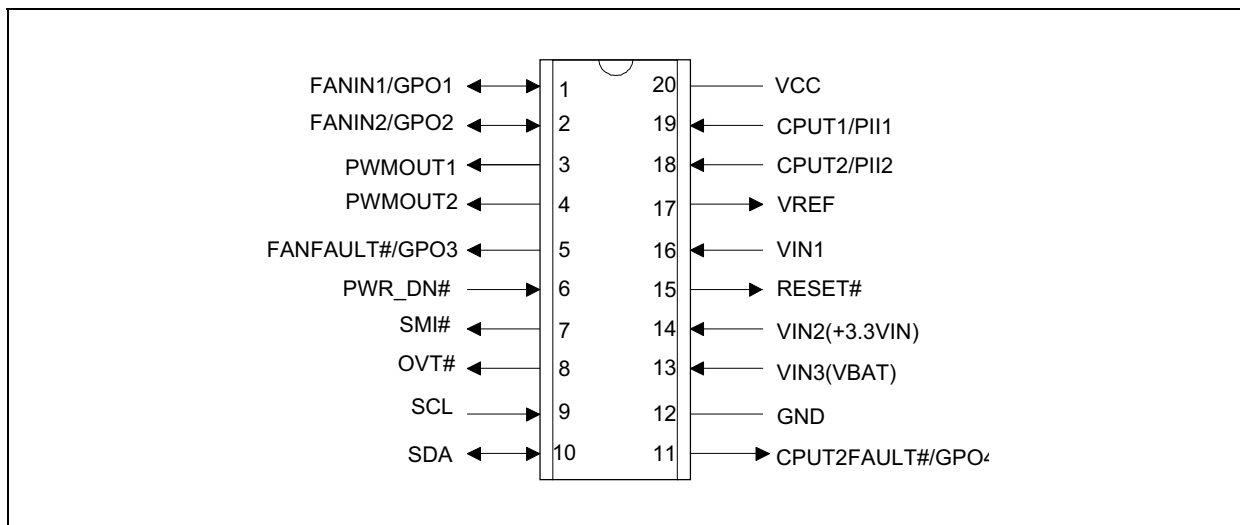 FANIN1/GPO1 1 20 VCC
FANIN2/GPO2 2 19 CPUT1/PII1
PWMOUT1 3 18 CPUT2/PII2
PWMOUT2 4 17 VREF
FANFAULT#/GPO3 5 16 VIN1
PWR_DN# 6 15 RESET#
SMI# 7 14 VIN2(+3.3VIN)
OVT# 8 13 VIN3(VBAT)
SCL 9 12 GND
SDA 10 11 CPUT2FAULT#/GPO4